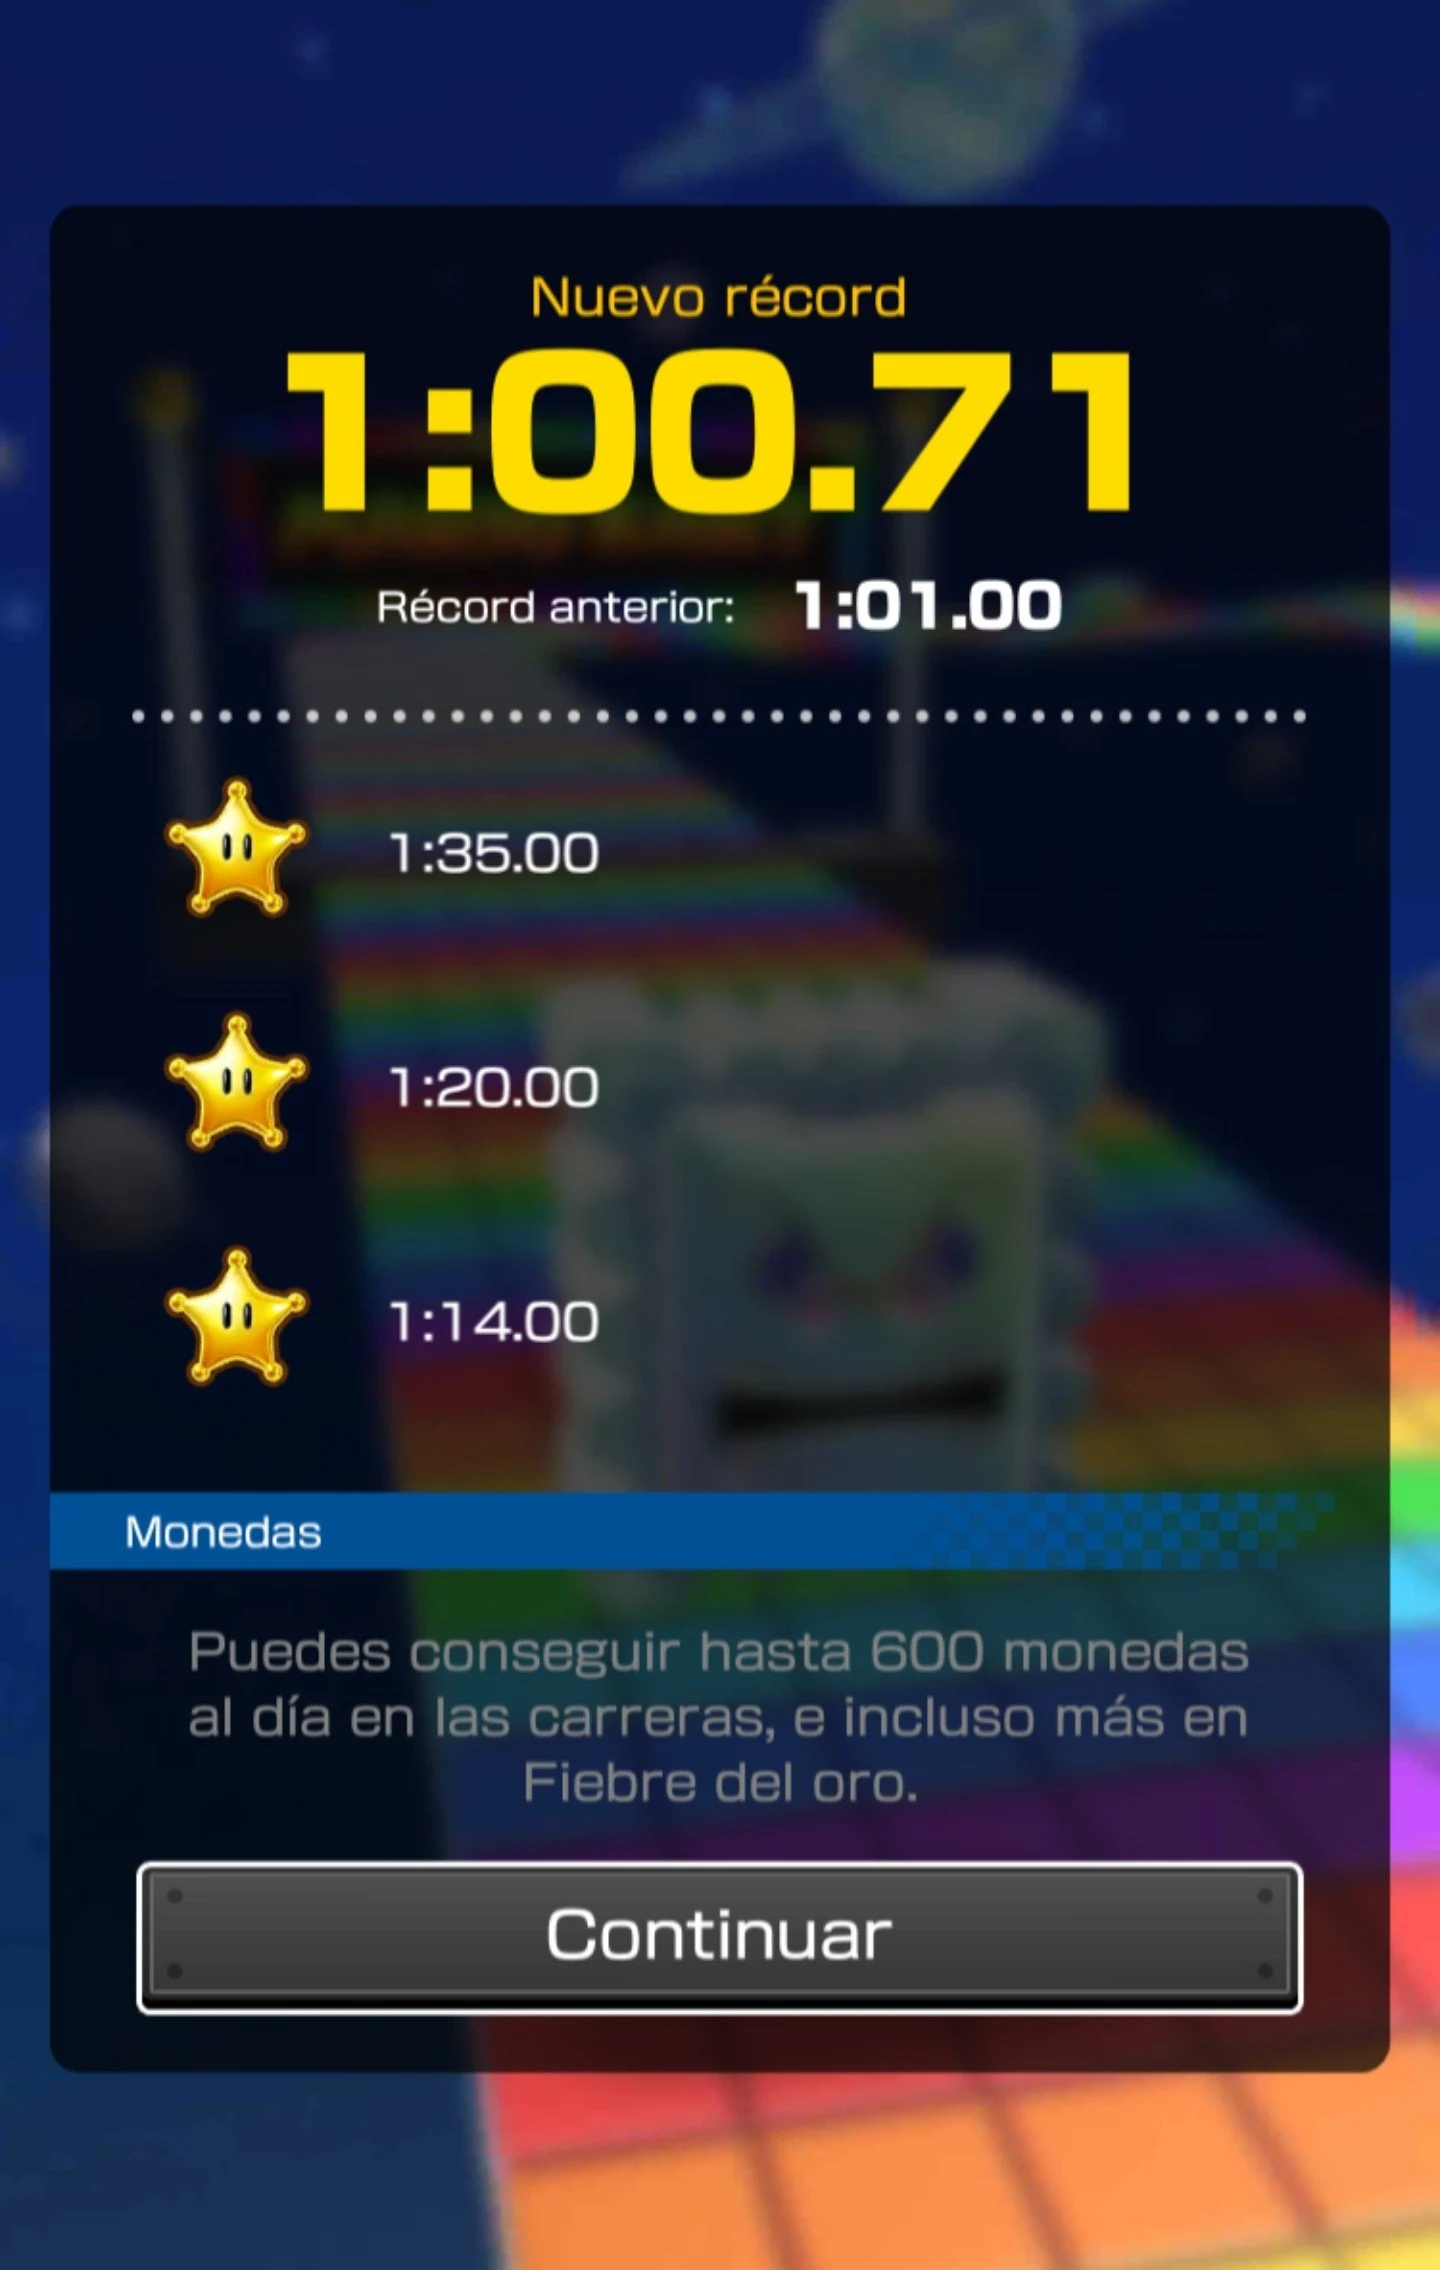 Nuevo récord
1:00.71
Récord anterior: 1:01.00
1:35.00
1:20.00
1:14.00
Monedas
Puedes conseguir hasta 600 monedas
al día en las carreras, e incluso más en
Fiebre del oro.
Continuar